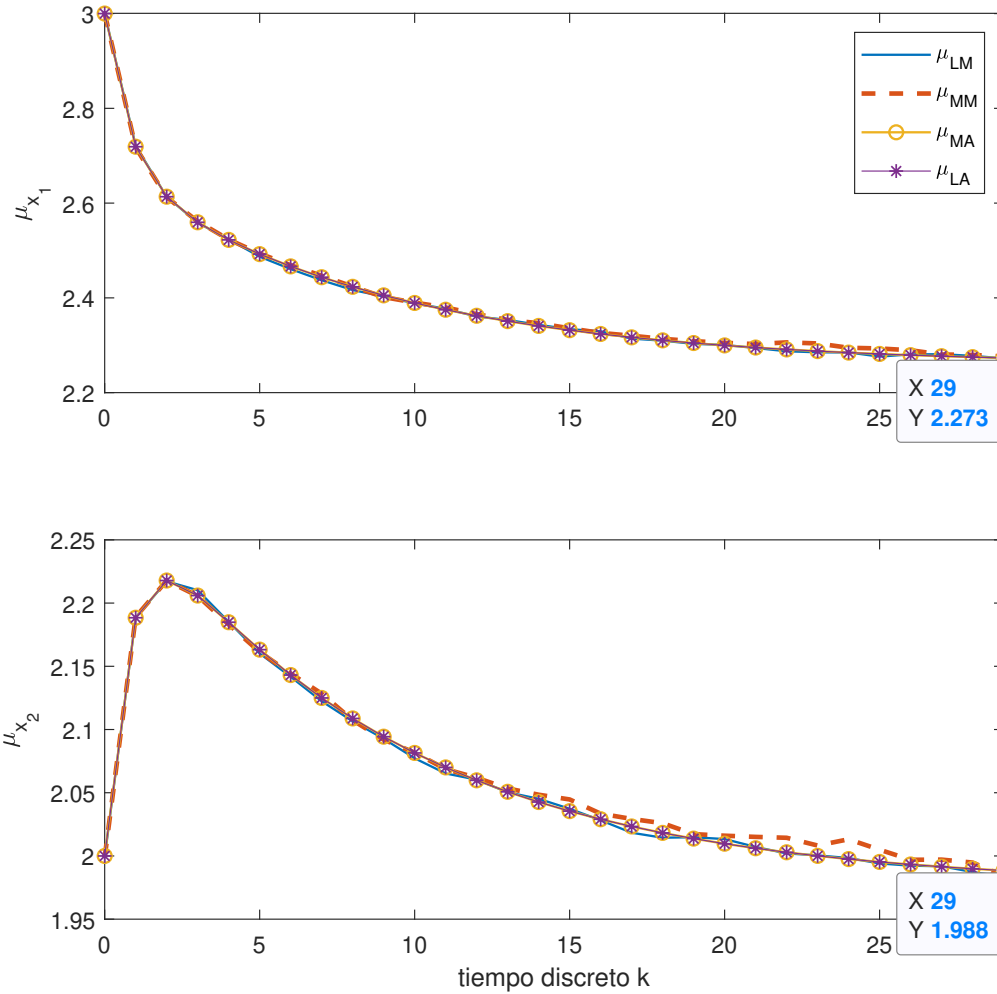 3
2.8
2.6
2.4
2.2
μx1
0 5 10 15 20 25
μLM
μMM
μMA
μLA
X 29
Y 2.273
2.25
2.2
2.15
2.1
2.05
2
1.95
μx2
0 5 10 15 20 25
X 29
Y 1.988
tiempo discreto k